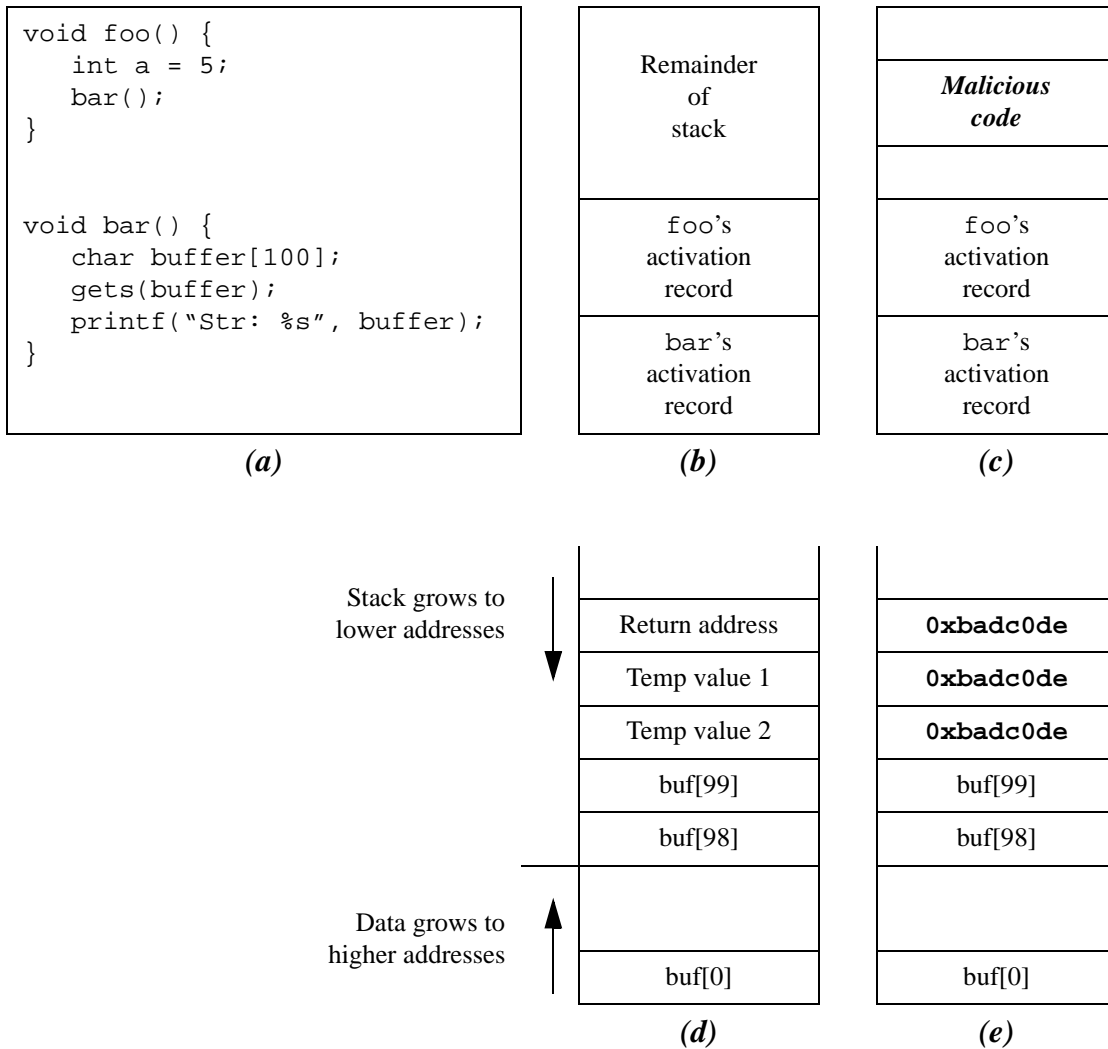 void foo() {
int a = 5;
bar();
}
void bar() {
char buffer[100];
gets(buffer);
printf(“Str: %s”, buffer);
}
(a)
Remainder
of
stack
foo’s
activation
record
bar’s
activation
record
(b)
Malicious
code
foo’s
activation
record
bar’s
activation
record
(c)
Stack grows to
lower addresses
Data grows to
higher addresses
Return address
Temp value 1
Temp value 2
buf[99]
buf[98]
buf[0]
(d)
0xbadc0de
0xbadc0de
0xbadc0de
buf[99]
buf[98]
buf[0]
(e)